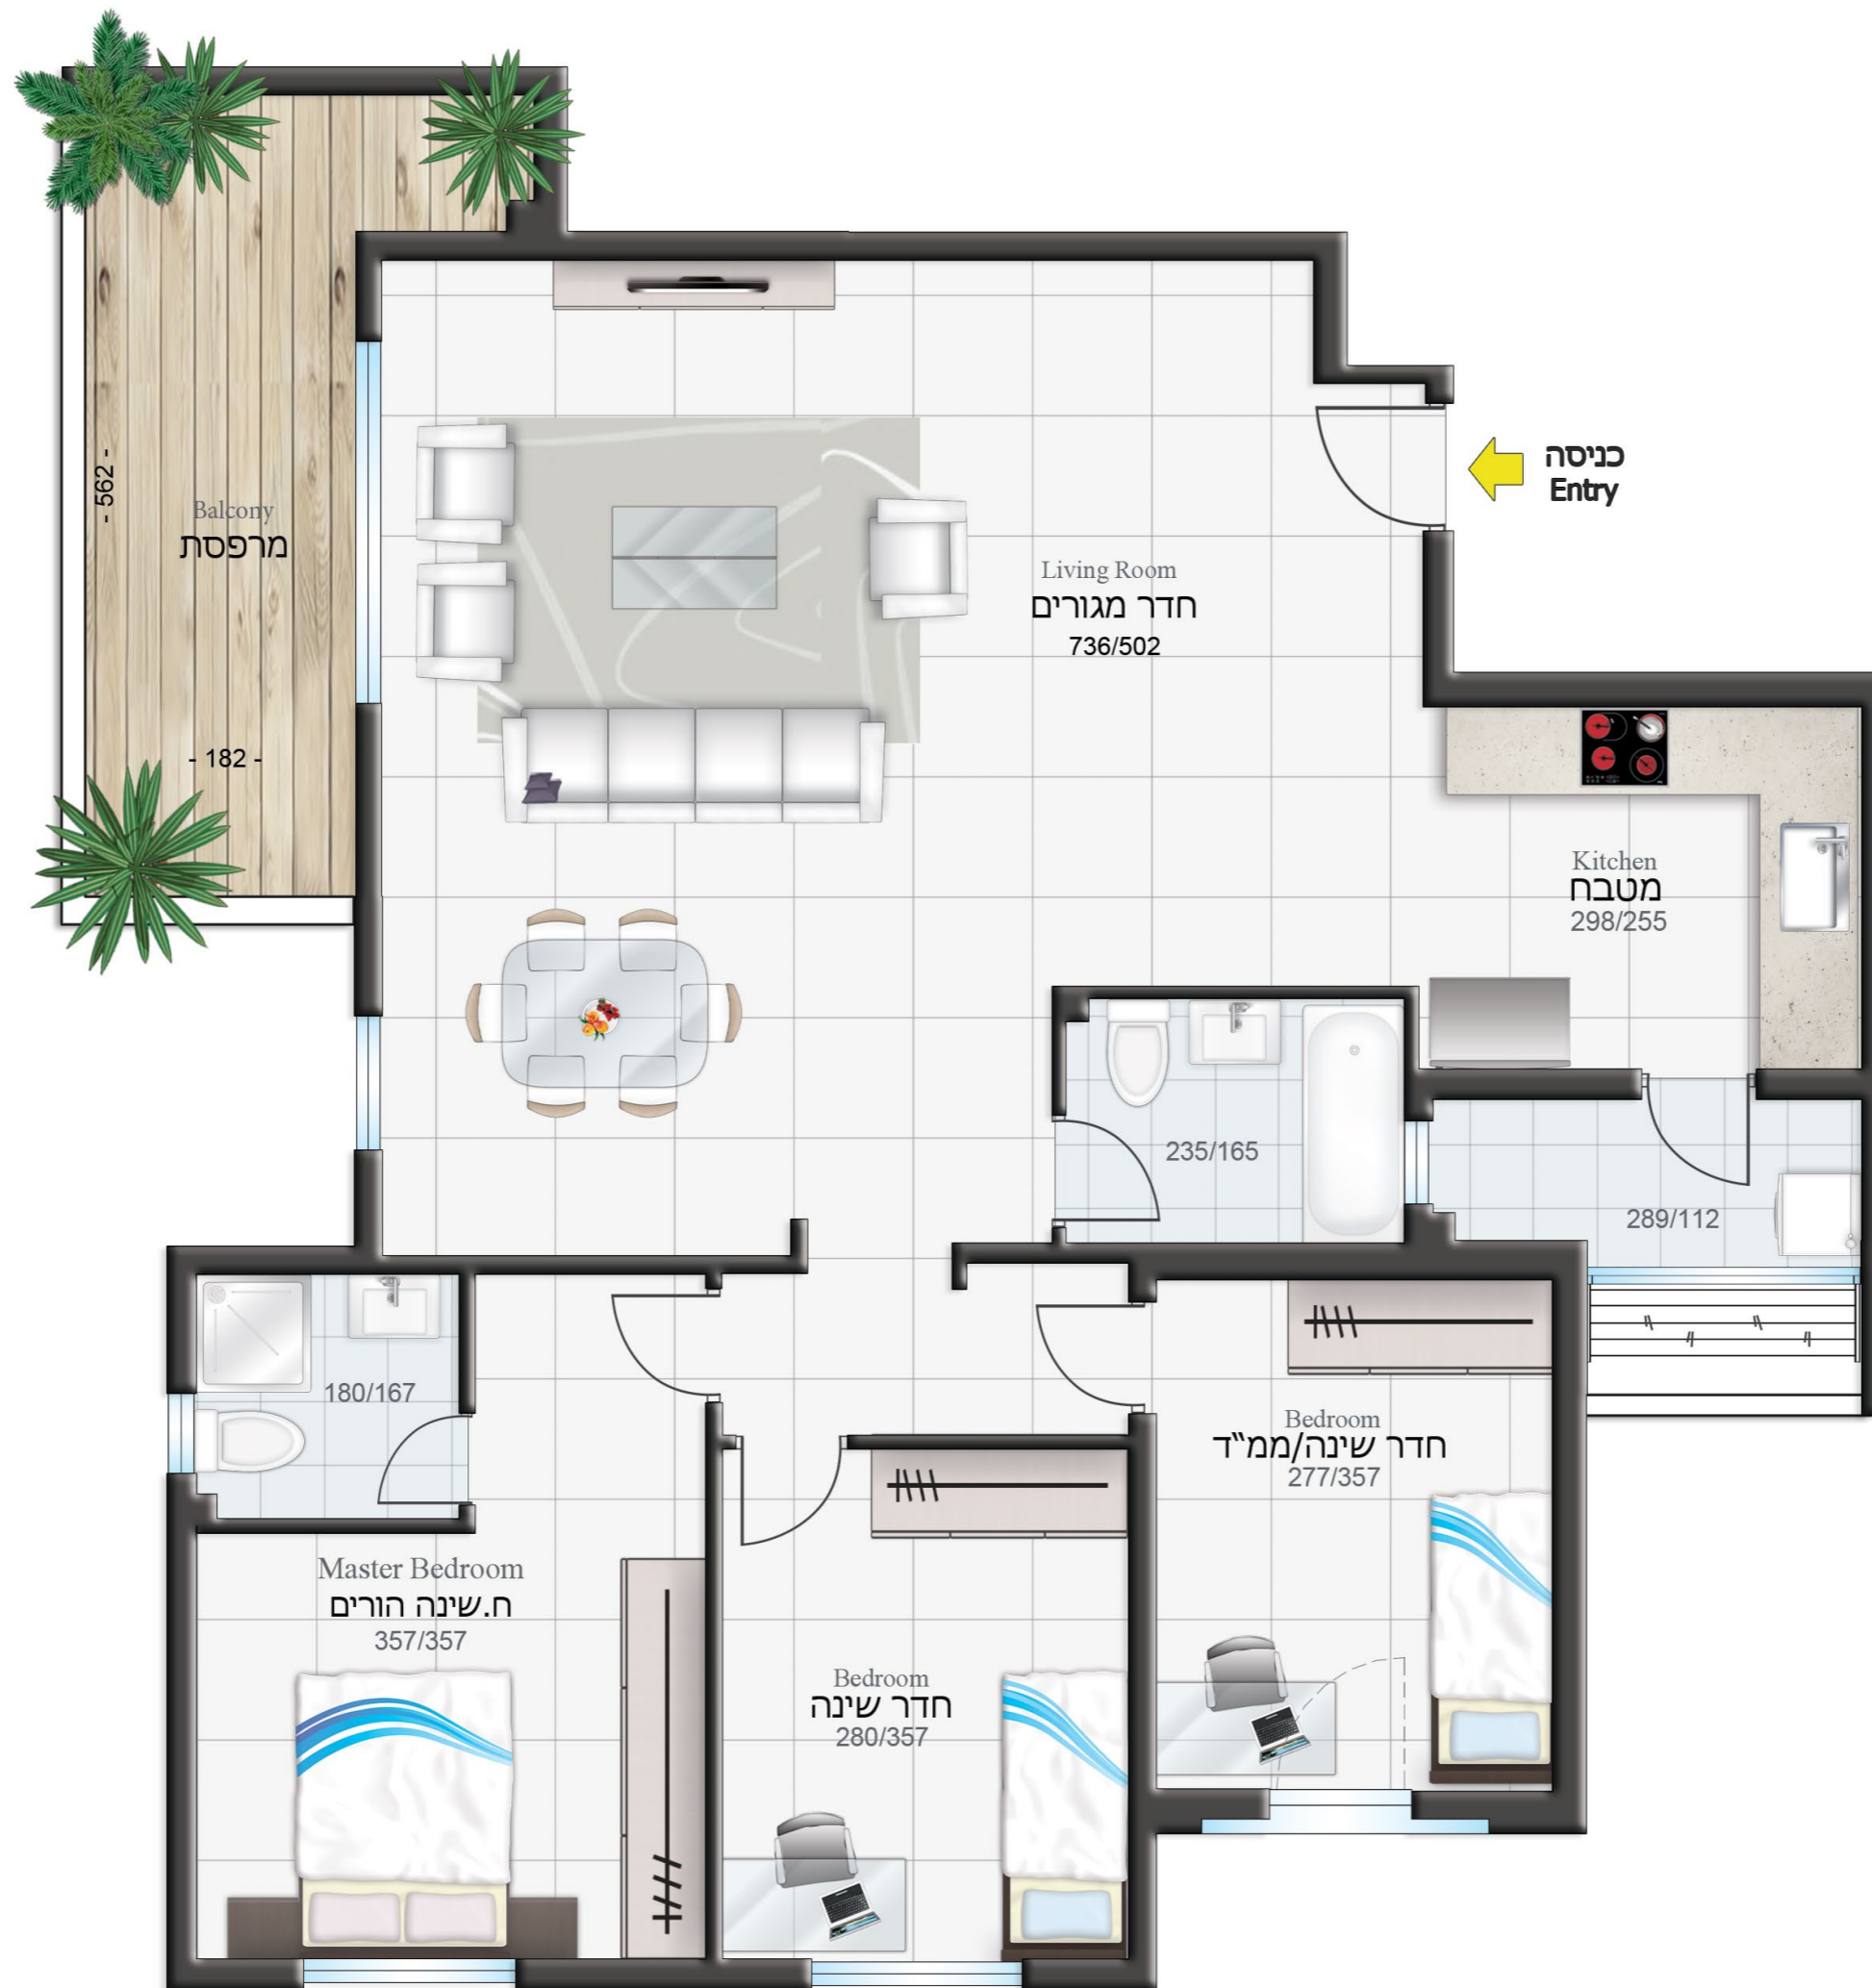 כניסה
Entry
- 562 -
Balcony
מרפסת
- 182 -
Living Room
חדר מגורים
736/502
Kitchen
מטבח
298/255
235/165
289/112
180/167
Bedroom
חדר שינה/ממ"ד
277/357
Master Bedroom
ח.שינה הורים
357/357
Bedroom
חדר שינה
280/357